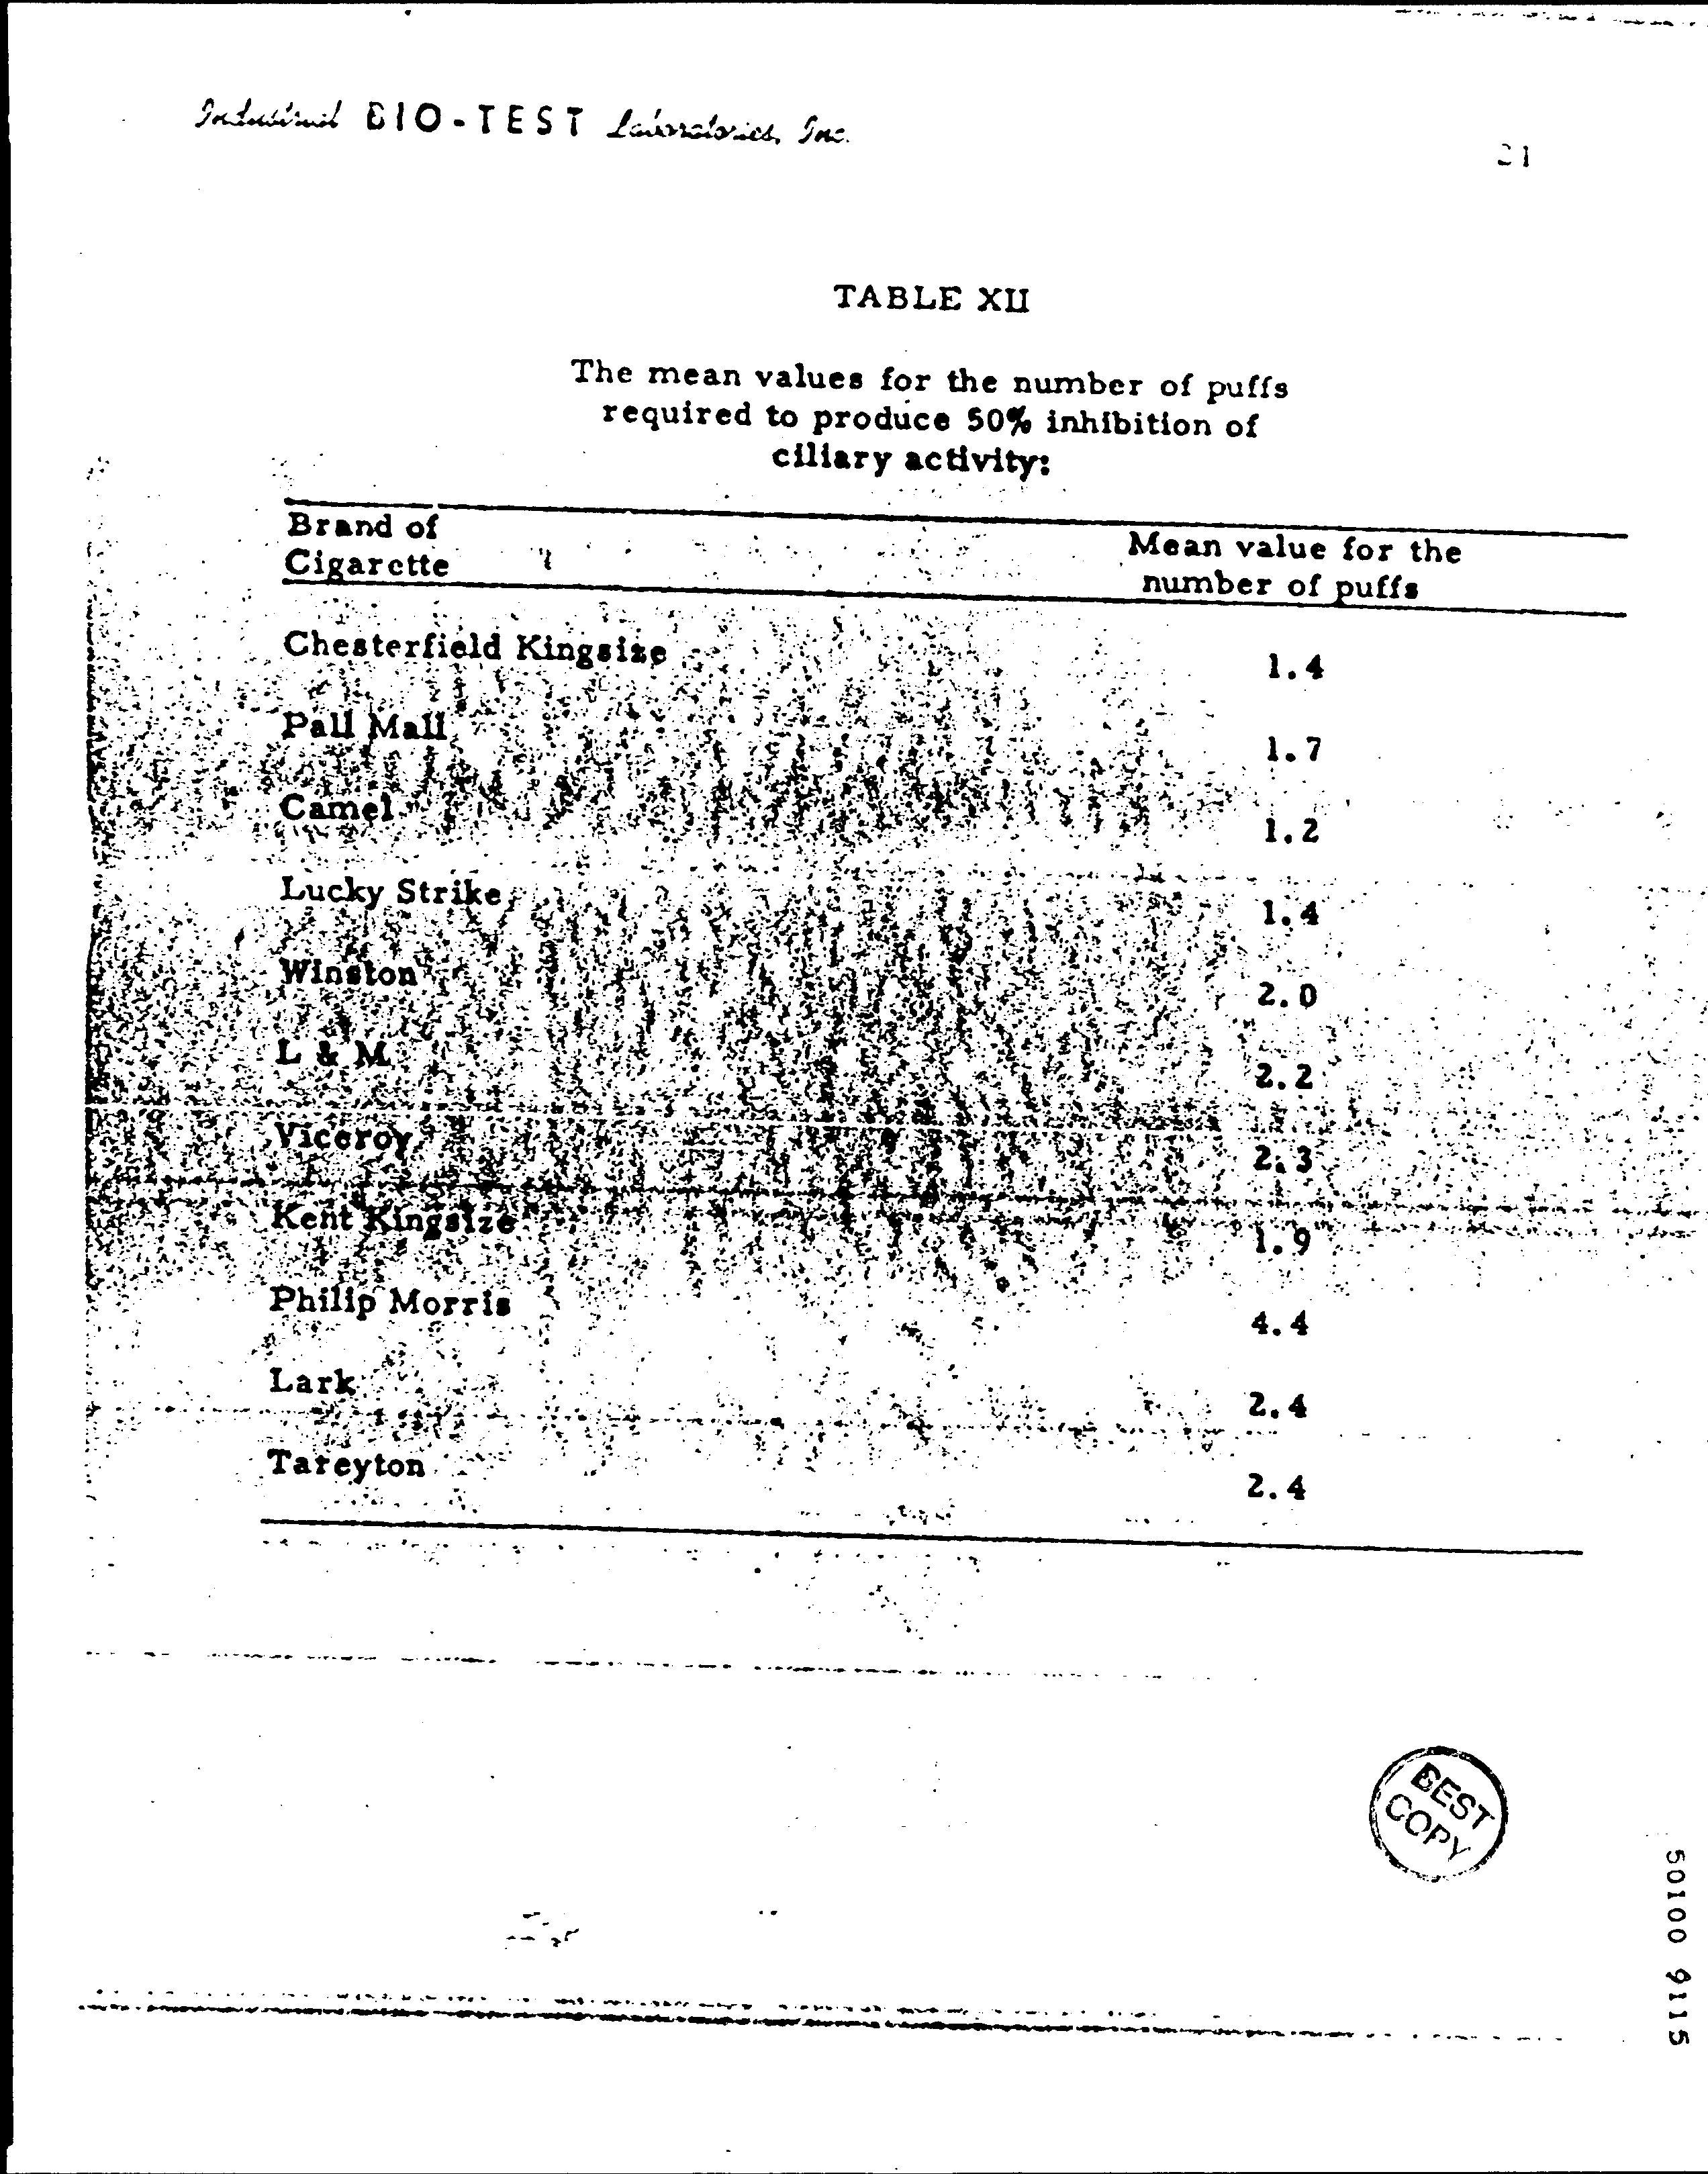 Industrial BIO-TEST Laboratories, Inc.
21
TABLE XII
The mean values for the number of puffs
required to produce 50% inhibition of
ciliary activity:
Brand of
Cigarette
Mean value for the
number of puffs
Chesterfield Kingsize 1.4
Pall Mall 1.7
Camel 1.2
Lucky Strike 1.4
Winston 2.0
L & M 2.2
Viceroy 2.3
Kent Kingsize 1.9
Philip Morris 4.4
Lark 2.4
Tareyton 2.4
BEST
COPY
50100 9115